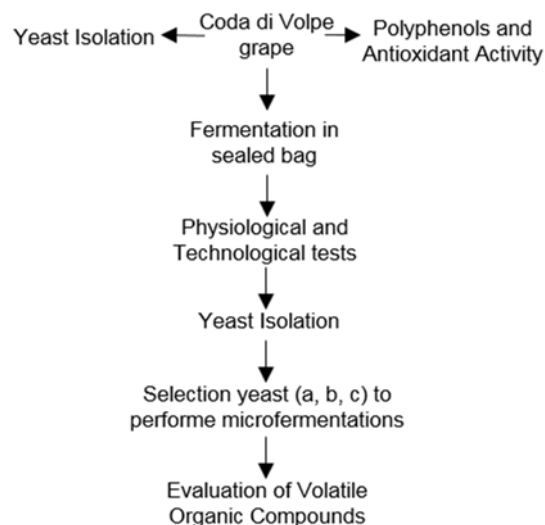 Yeast Isolation
Coda di Volpe
grape
Polyphenols and
Antioxidant Activity
Fermentation in
sealed bag
Physiological and
Technological tests
Yeast Isolation
Selection yeast (a, b, c) to
performe microfermentations
Evaluation of Volatile
Organic Compounds